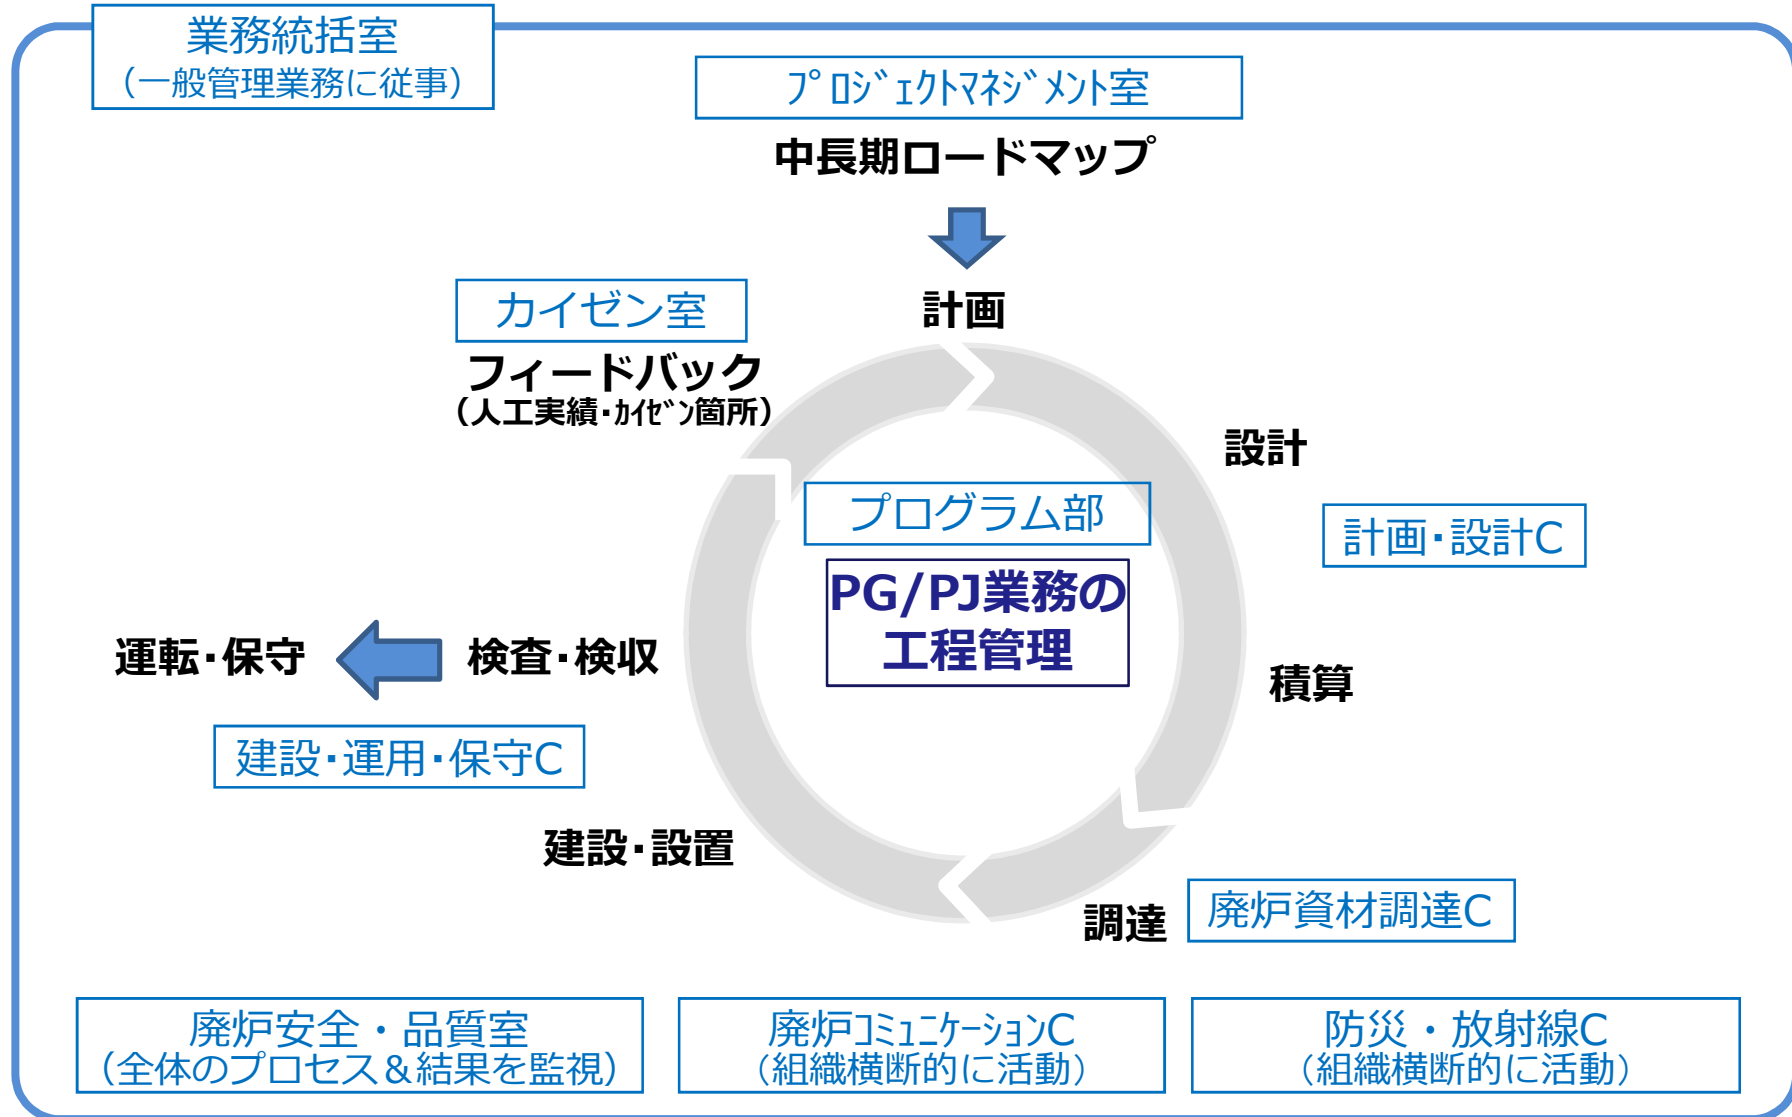 業務統括室
（一般管理業務に従事）
ﾌﾟﾛｼﾞｪｸﾄﾏﾈｼﾞﾒﾝﾄ室
中長期ロードマップ
計画
カイゼン室
フィードバック
（人工実績・ｶｲｾﾞﾝ箇所）
設計
プログラム部
計画・設計C
PG/PJ業務の
工程管理
運転・保守
検査・検収
積算
建設・運用・保守C
建設・設置
調達
廃炉資材調達C
廃炉安全・品質室
（全体のプロセス＆結果を監視）
廃炉ｺﾐｭﾆｹｰｼｮﾝC
（組織横断的に活動）
防災・放射線C
（組織横断的に活動）